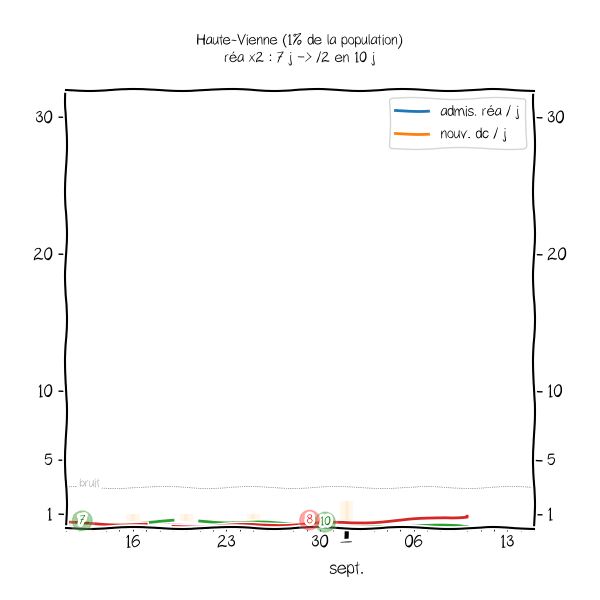 Haute-Vienne (1% de la population)
réa x2 : 7 j -> /2 en 10 j
admis. réa / j
nouv. dc / j
30 30
20 20
10 10
5 5
bruit
1 1
7 8 10
16 23 30 06 13
sept.